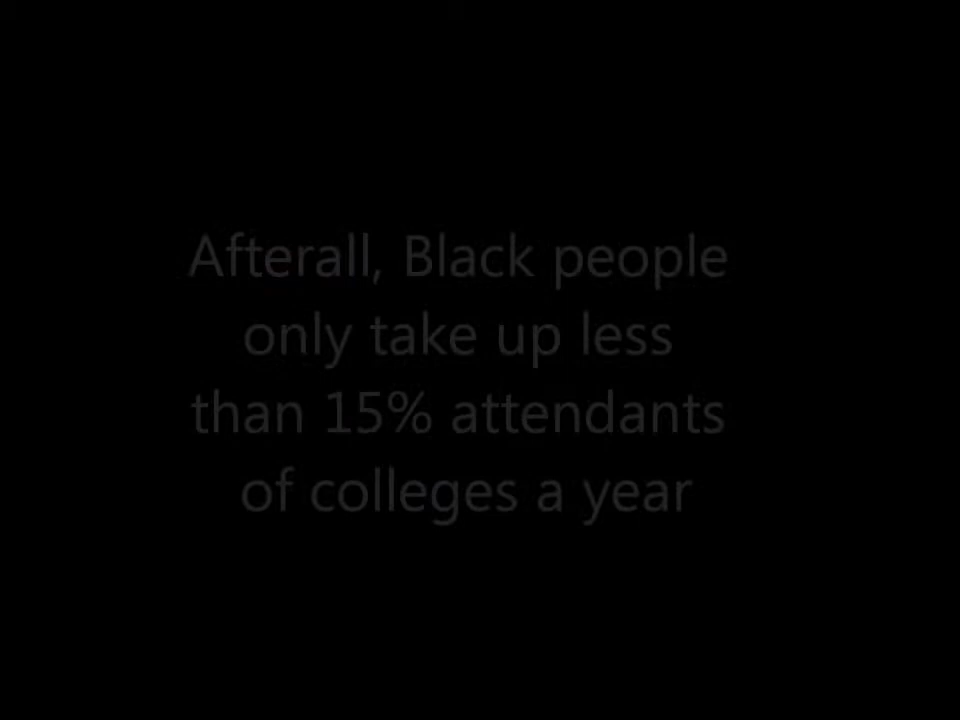 Afterall, Black people
only take up less
than 15% attendants
of colleges a year